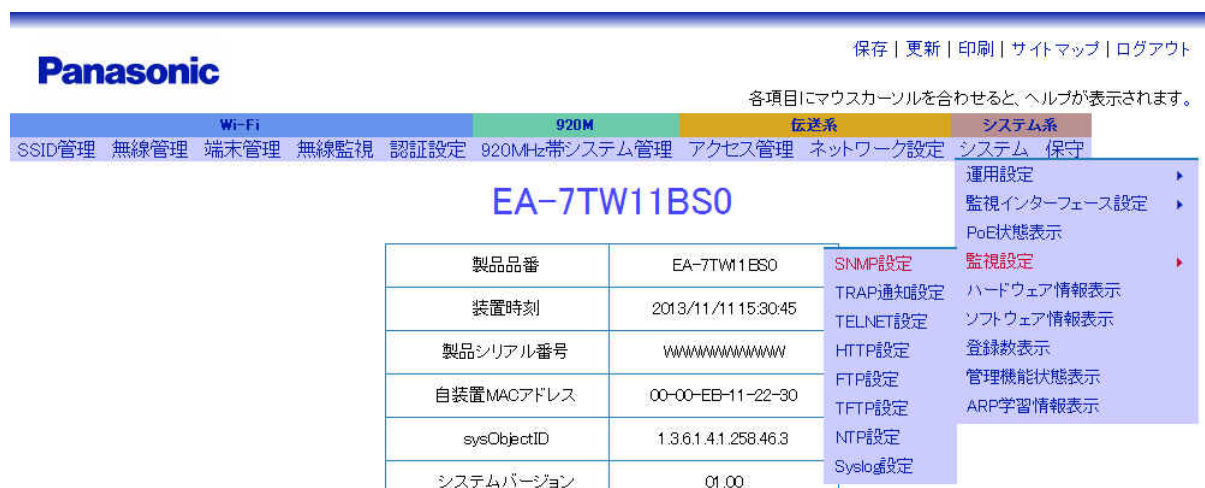 保存 | 更新 | 印刷 | サイトマップ | ログアウト
Panasonic
各項目にマウスカーソルを合わせると、ヘルプが表示されます。
Wi-Fi 920M 伝送系 システム系
SSID管理 無線管理 端末管理 無線監視 認証設定 920MHz帯システム管理 アクセス管理 ネットワーク設定 システム 保守
EA-7TW11BS0
製品品番 EA-7TW11BS0
装置時刻 2013/11/11 15:30:45
製品シリアル番号 WWWWWWWWWWW
自装置MACアドレス 00-00-EB-11-22-30
sysObjectID 1.3.6.1.4.1.258.46.3
システムバージョン 01.00
運用設定
監視インターフェース設定
PoE状態表示
監視設定
ハードウェア情報表示
ソフトウェア情報表示
登録数表示
管理機能状態表示
ARP学習情報表示
SNMP設定
TRAP通知設定
TELNET設定
HTTP設定
FTP設定
TFTP設定
NTP設定
Syslog設定